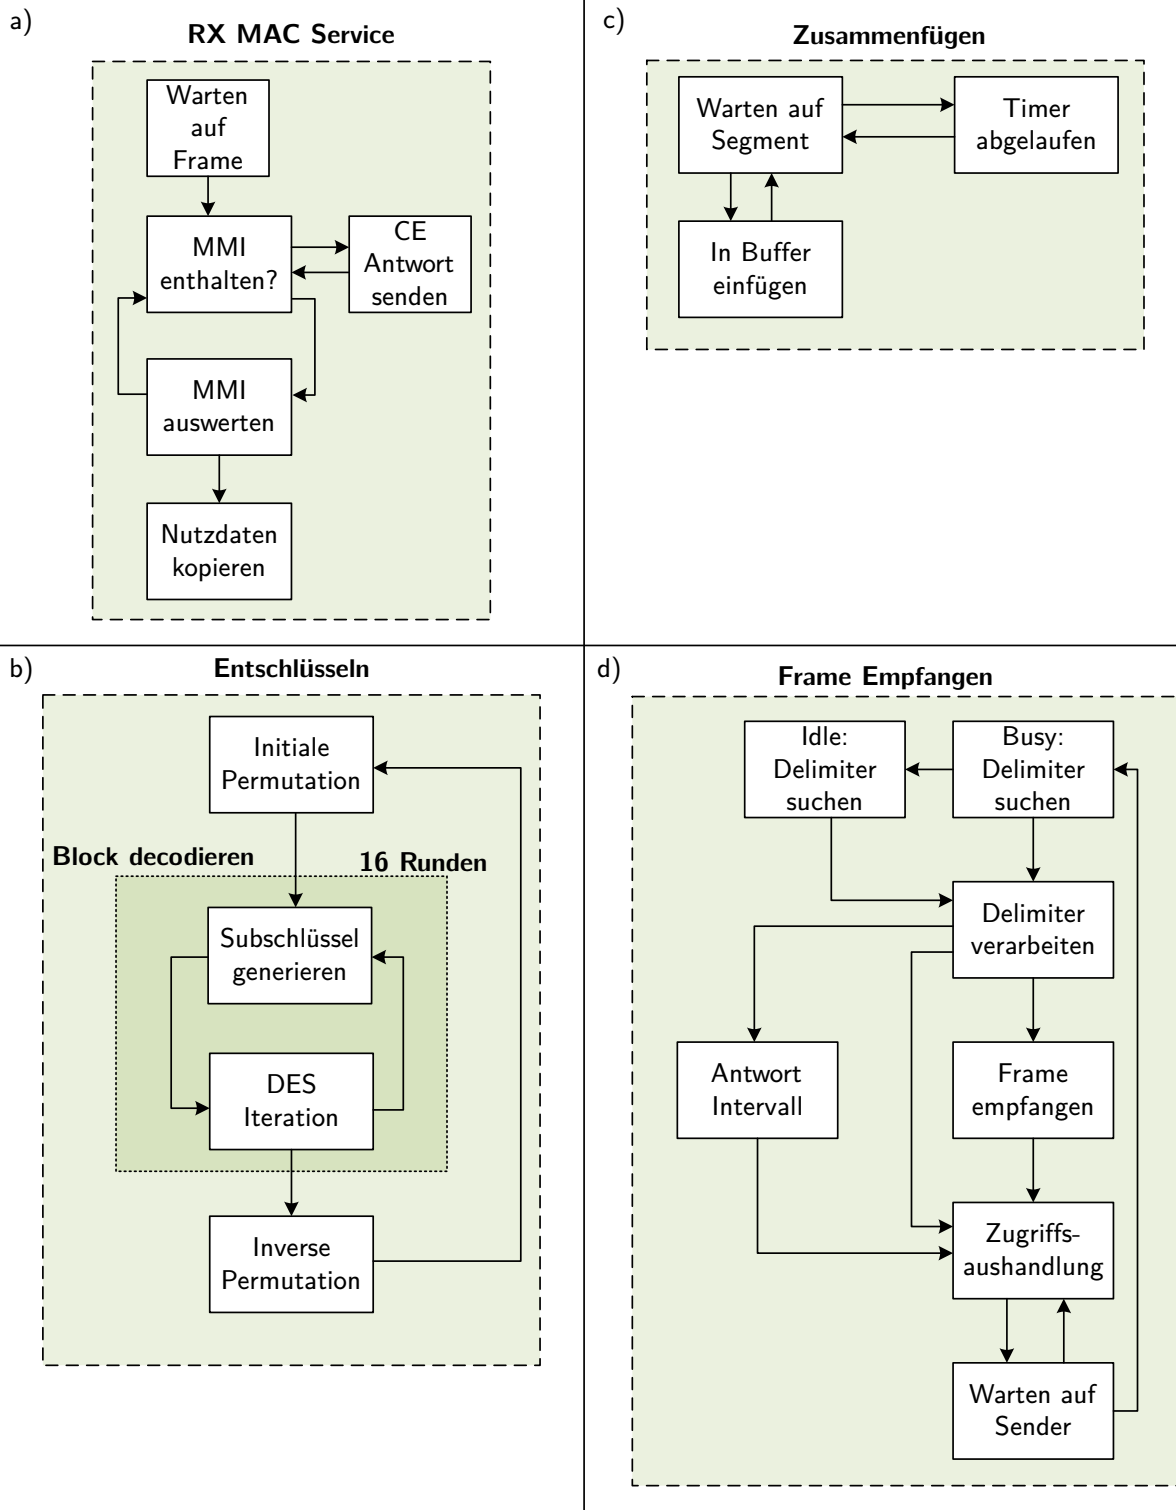 a)
RX MAC Service
Warten
auf
Frame
MMI
enthalten?
CE
Antwort
senden
MMI
auswerten
Nutzdaten
kopieren
c)
Zusammenfügen
Warten auf
Segment
Timer
abgelaufen
In Buffer
einfügen
b)
Entschlüsseln
Initiale
Permutation
Block decodieren
16 Runden
Subschlüssel
generieren
DES
Iteration
Inverse
Permutation
d)
Frame Empfangen
Idle:
Delimiter
suchen
Busy:
Delimiter
suchen
Delimiter
verarbeiten
Antwort
Intervall
Frame
empfangen
Zugriffs-
aushandlung
Warten auf
Sender